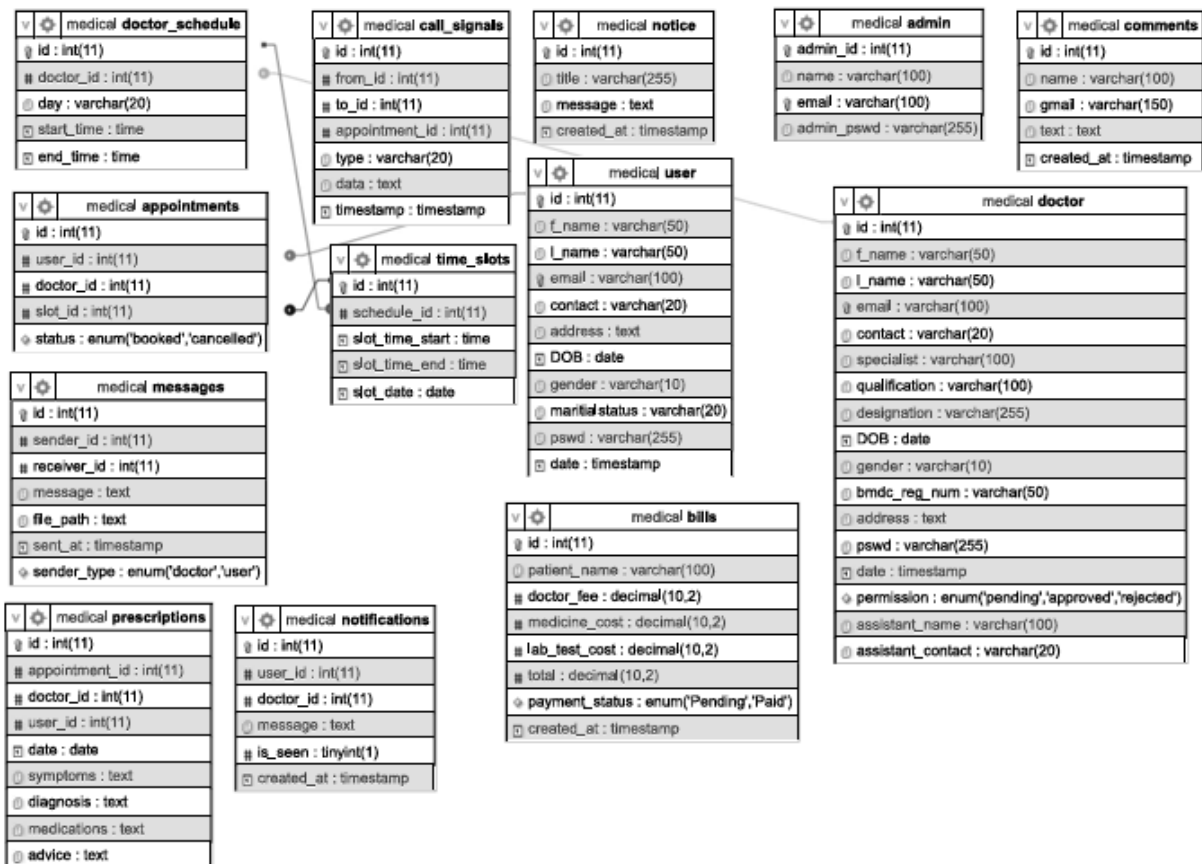 medical doctor_schedule
id : int(11)
doctor_id : int(11)
day : varchar(20)
start_time : time
end_time : time
medical call_signals
id : int(11)
from_id : int(11)
to_id : int(11)
appointment_id : int(11)
type : varchar(20)
data : text
timestamp : timestamp
medical notice
id : int(11)
title : varchar(255)
message : text
created_at : timestamp
medical admin
admin_id : int(11)
name : varchar(100)
email : varchar(100)
admin_pswd : varchar(255)
medical comments
id : int(11)
name : varchar(100)
gmail : varchar(150)
text : text
created_at : timestamp
medical appointments
id : int(11)
user_id : int(11)
doctor_id : int(11)
slot_id : int(11)
status : enum('booked','cancelled')
medical time_slots
id : int(11)
schedule_id : int(11)
slot_time_start : time
slot_time_end : time
slot_date : date
medical user
id : int(11)
f_name : varchar(50)
l_name : varchar(50)
email : varchar(100)
contact : varchar(20)
address : text
DOB : date
gender : varchar(10)
maritialstatus : varchar(20)
pswd : varchar(255)
date : timestamp
medical doctor
id : int(11)
f_name : varchar(50)
l_name : varchar(50)
email : varchar(100)
contact : varchar(20)
specialist : varchar(100)
qualification : varchar(100)
designation : varchar(255)
DOB : date
gender : varchar(10)
bmdc_reg_num : varchar(50)
address : text
pswd : varchar(255)
date : timestamp
permission : enum('pending','approved','rejected')
assistant_name : varchar(100)
assistant_contact : varchar(20)
medical messages
id : int(11)
sender_id : int(11)
receiver_id : int(11)
message : text
file_path : text
sent_at : timestamp
sender_type : enum('doctor','user')
medical bills
id : int(11)
patient_name : varchar(100)
doctor_fee : decimal(10,2)
medicine_cost : decimal(10,2)
lab_test_cost : decimal(10,2)
total : decimal(10,2)
payment_status : enum('Pending','Paid')
created_at : timestamp
medical prescriptions
id : int(11)
appointment_id : int(11)
doctor_id : int(11)
user_id : int(11)
date : date
symptoms : text
diagnosis : text
medications : text
advice : text
medical notifications
id : int(11)
user_id : int(11)
doctor_id : int(11)
message : text
is_seen : tinyint(1)
created_at : timestamp